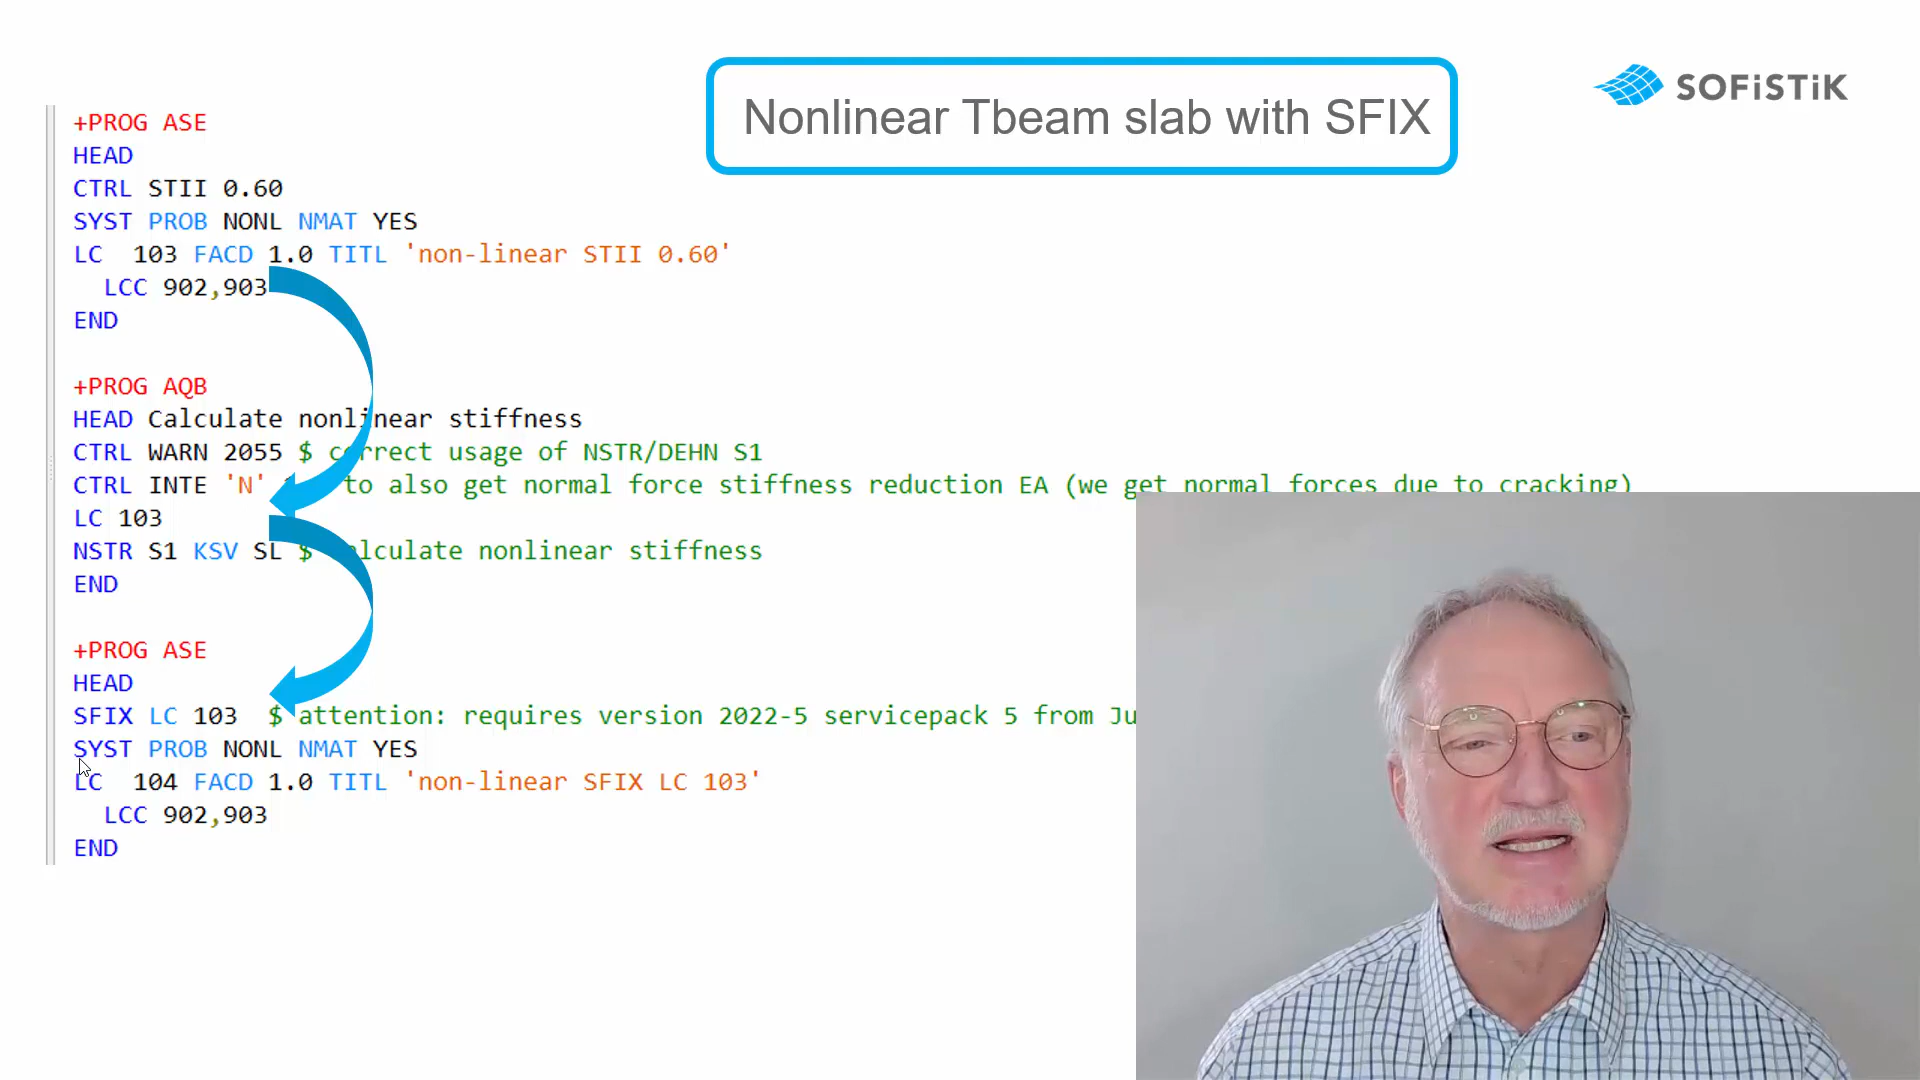 Nonlinear Tbeam slab with SFIX
SOFiSTiK
+PROG ASE
HEAD
CTRL STII 0.60
SYST PROB NONL NMAT YES
LC 103 FACD 1.0 TITL 'non-linear STII 0.60'
LCC 902,903
END
+PROG AQB
HEAD Calculate nonlinear stiffness
CTRL WARN 2055 $ correct usage of NSTR/DEHN S1
CTRL INTE 'N' to also get normal force stiffness reduction EA (we get normal forces due to cracking)
LC 103
NSTR S1 KSV SL $ calculate nonlinear stiffness
END
+PROG ASE
HEAD
SFIX LC 103 $ attention: requires version 2022-5 servicepack 5 from
SYST PROB NONL NMAT YES
LC 104 FACD 1.0 TITL 'non-linear SFIX LC 103'
LCC 902,903
END